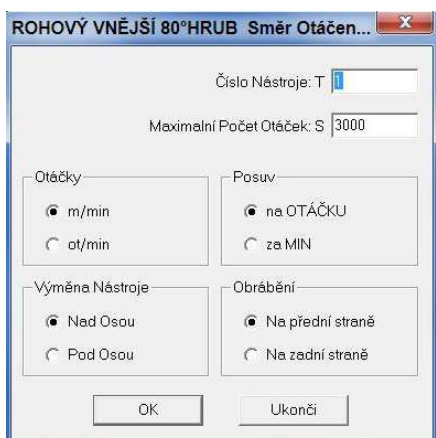 ROHOVÝ VNĚJŠÍ 80°HRUB Směr Otáčen...
Číslo Nástroje: T 1
Maximalní Počet Otáček: S 3000
Otáčky
Posuv
m/min
na OTÁČKU
ot/min
za MIN
Výměna Nástroje
Obrábění
Nad Osou
Na přední straně
Pod Osou
Na zadní straně
OK
Ukonči